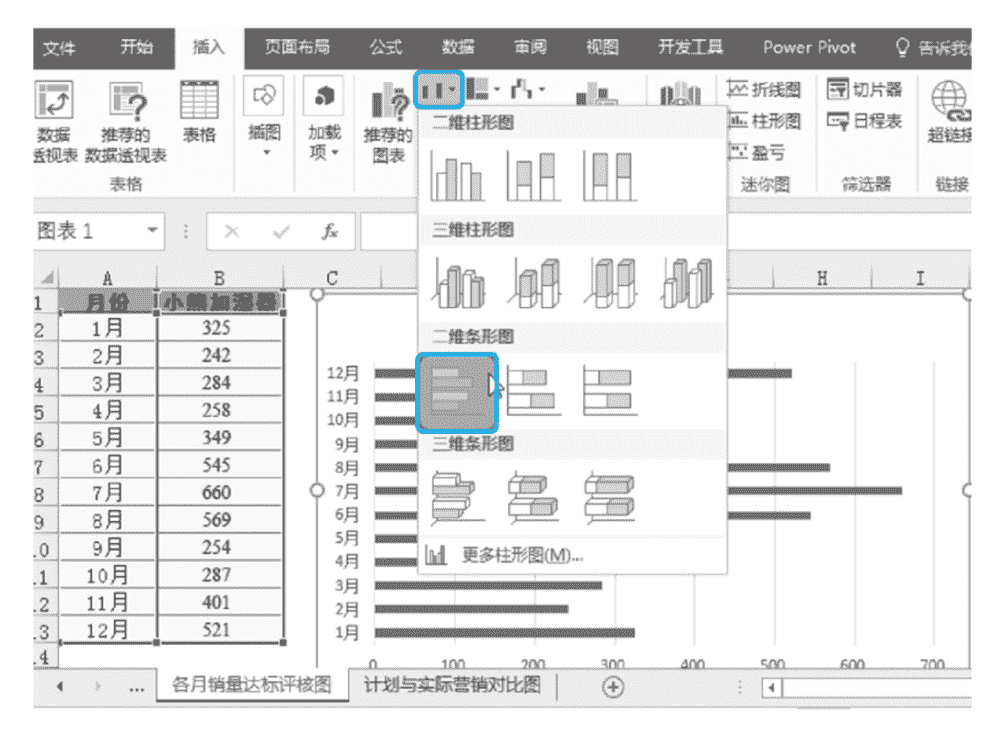 文件 开始 插入 页面布局 公式 数据 审阅 视图 开发工具 Power Pivot 告诉我
数据
透视表
推荐的
数据透视表
表格
表格
插图
加载
项
推荐的
图表
折线图
柱形图
盈亏
迷你图
切片器
日程表
筛选器
超链接
链接
二维柱形图
三维柱形图
二维条形图
三维条形图
更多柱形图(M)...
图表 1 fx
A B C H I
1 月份 小熊加湿器
2 1月 325
3 2月 242
4 3月 284
5 4月 258
6 5月 349
7 6月 545
8 7月 660
9 8月 569
.0 9月 254
.1 10月 287
.2 11月 401
.3 12月 521
.4
12月
11月
10月
9月
8月
7月
6月
5月
4月
3月
2月
1月
0 100 200 300 400 500 600 700
... 各月销量达标评核图 计划与实际营销对比图